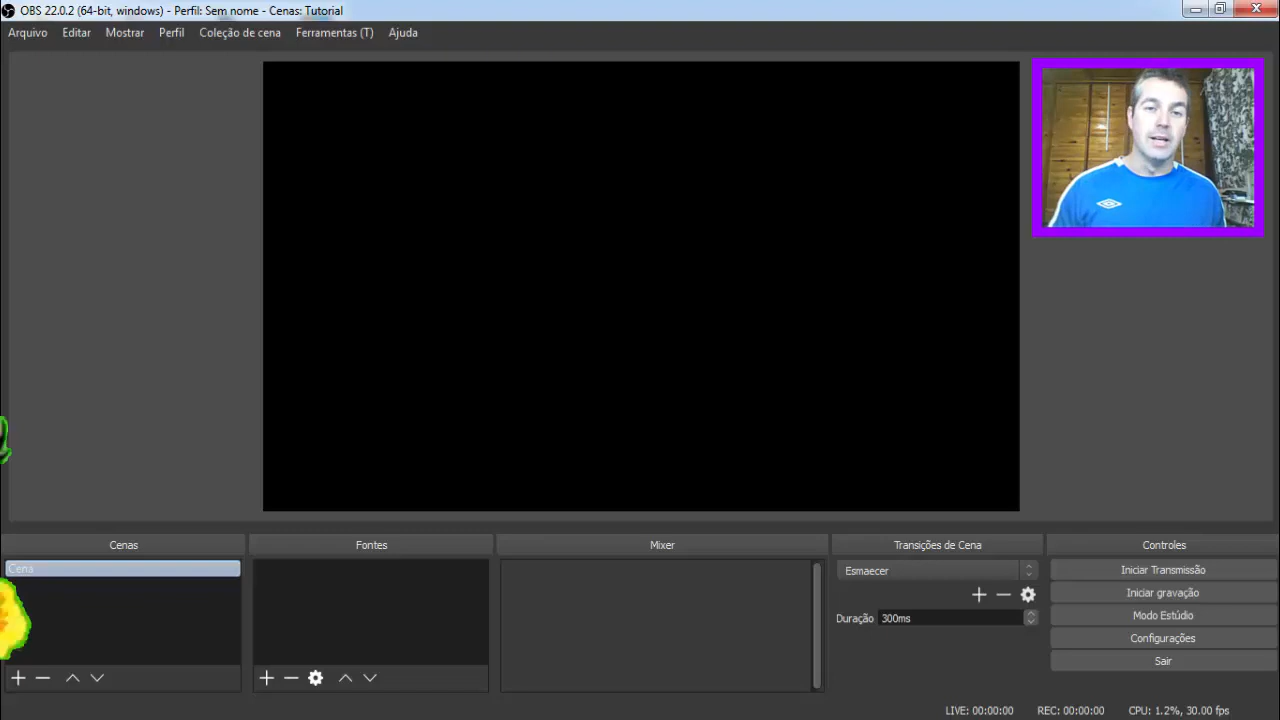 OBS 22.0.2 (64-bit, windows) - Perfil: Sem nome - Cenas: Tutorial
Arquivo Editar Mostrar Perfil Coleção de cena Ferramentas (T) Ajuda
Cenas Fontes Mixer Transições de Cena Controles
Cena
Esmaecer
Duração 300ms
Iniciar Transmissão
Iniciar gravação
Modo Estúdio
Configurações
Sair
LIVE: 00:00:00 REC: 00:00:00 CPU: 1.2%, 30.00 fps